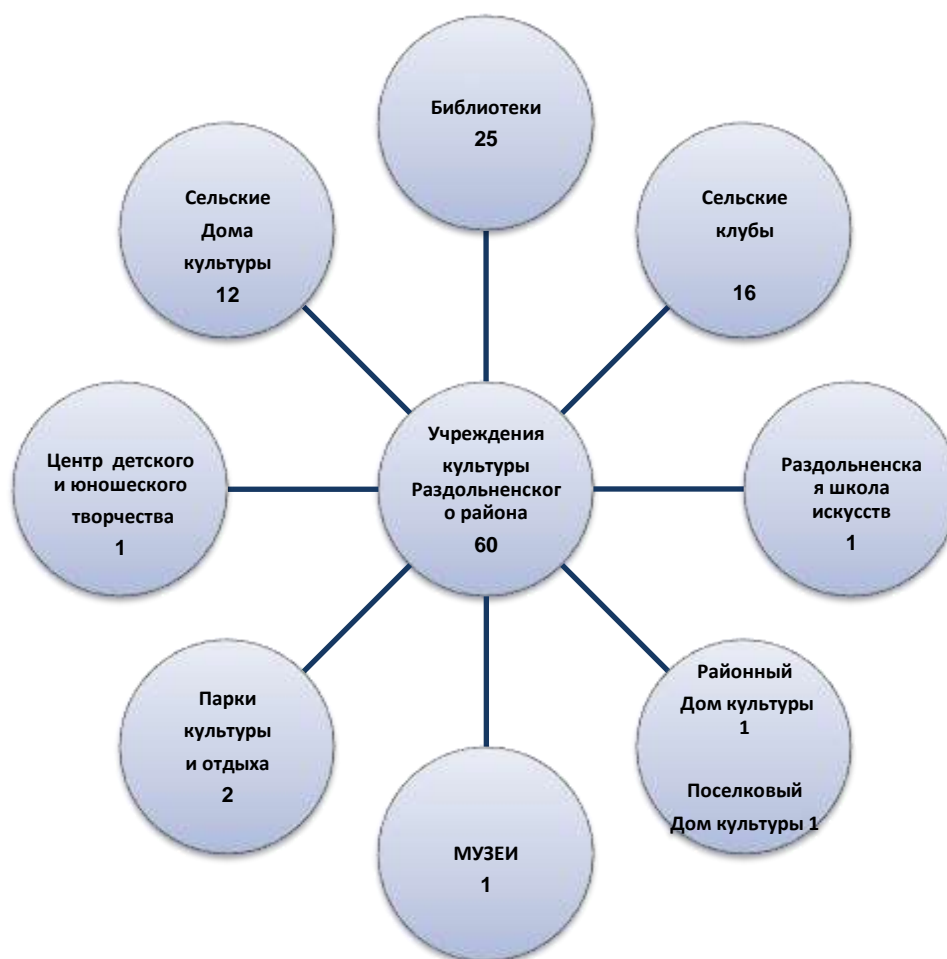 Библиотеки
25
Сельские
клубы
16
Раздольненска
я школа
искусств
1
Районный
Дом культуры
1
Поселковый
Дом культуры 1
МУЗЕИ
1
Парки
культуры
и отдыха
2
Центр детского
и юношеского
творчества
1
Сельские
Дома
культуры
12
Учреждения
культуры
Раздольненског
о района
60